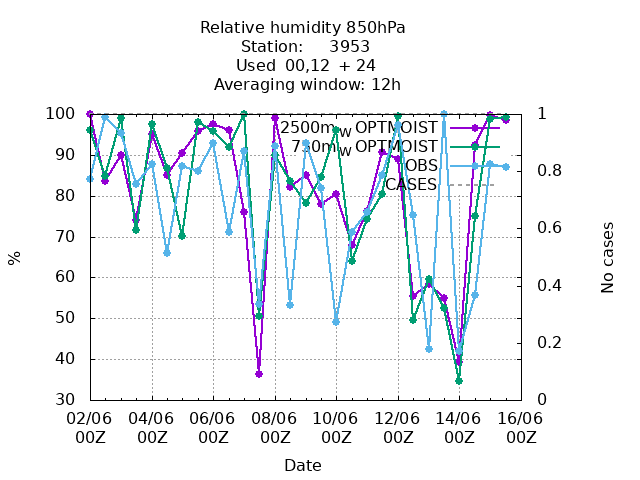 Relative humidity 850hPa
Station: 3953
Used 00,12 + 24
Averaging window: 12h
2500m_W OPTMOIST
750m_W OPTMOIST
OBS
CASES
100
90
80
70
60
50
40
30
%
1
0.8
0.6
0.4
0.2
0
No cases
02/06 04/06 06/06 08/06 10/06 12/06 14/06 16/06
00Z 00Z 00Z 00Z 00Z 00Z 00Z 00Z
Date